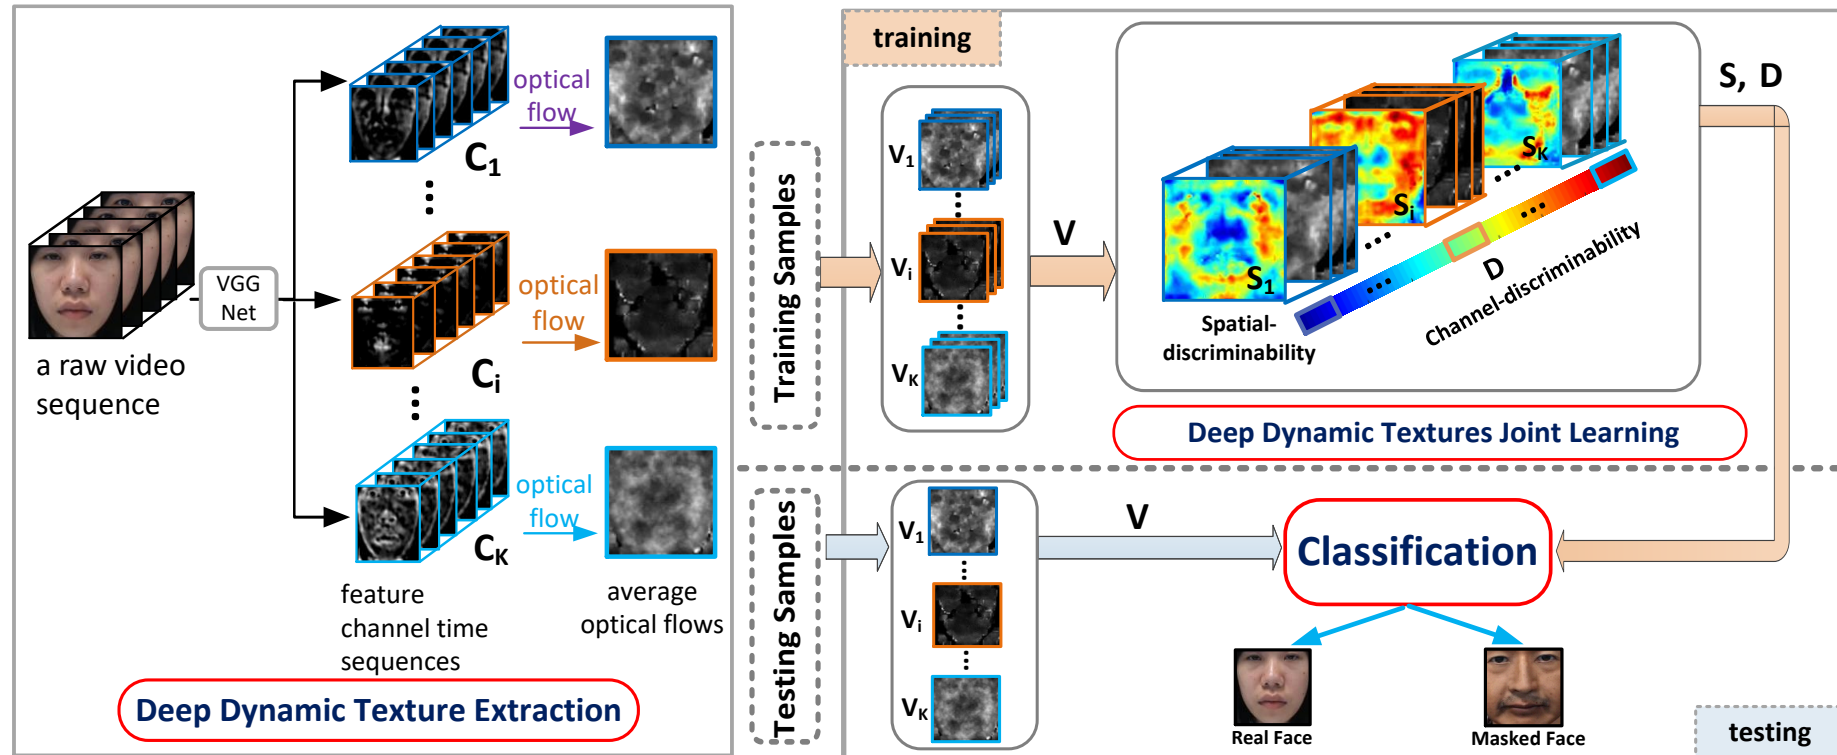 a raw video
sequence
VGG
Net
C1
Ci
CK
optical
flow
optical
flow
optical
flow
feature
channel time
sequences
average
optical flows
Deep Dynamic Texture Extraction
Training Samples
Testing Samples
training
V1
Vi
VK
V
S1
Si
SK
D
Spatial-
discriminability
Channel-discriminability
S, D
Deep Dynamic Textures Joint Learning
V1
Vi
VK
V
Classification
Real Face
Masked Face
testing